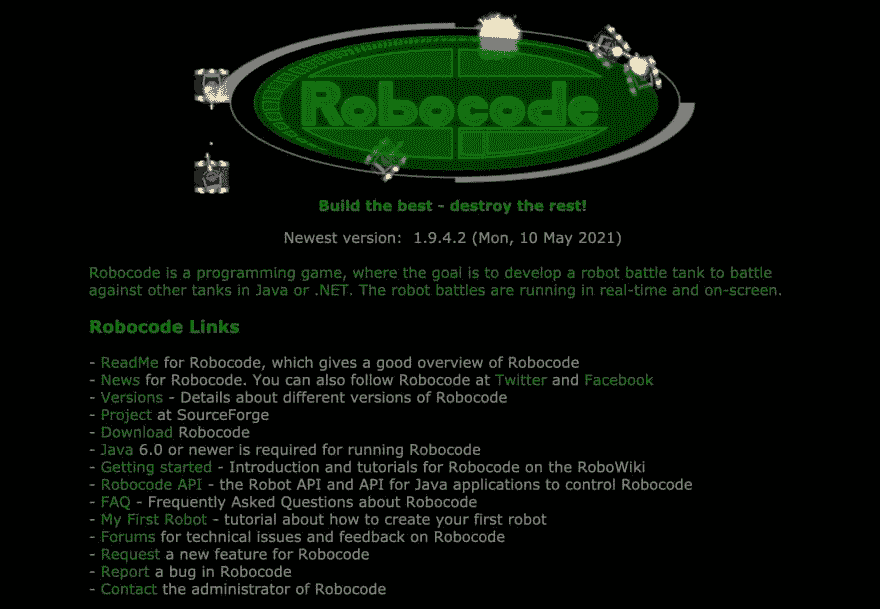 Robocode
Build the best - destroy the rest!
Newest version: 1.9.4.2 (Mon, 10 May 2021)
Robocode is a programming game, where the goal is to develop a robot battle tank to battle
against other tanks in Java or .NET. The robot battles are running in real-time and on-screen.
Robocode Links
- ReadMe for Robocode, which gives a good overview of Robocode
- News for Robocode. You can also follow Robocode at Twitter and Facebook
- Versions - Details about different versions of Robocode
- Project at SourceForge
- Download Robocode
- Java 6.0 or newer is required for running Robocode
- Getting started - Introduction and tutorials for Robocode on the RoboWiki
- Robocode API - the Robot API and API for Java applications to control Robocode
- FAQ - Frequently Asked Questions about Robocode
- My First Robot - tutorial about how to create your first robot
- Forums for technical issues and feedback on Robocode
- Request a new feature for Robocode
- Report a bug in Robocode
- Contact the administrator of Robocode